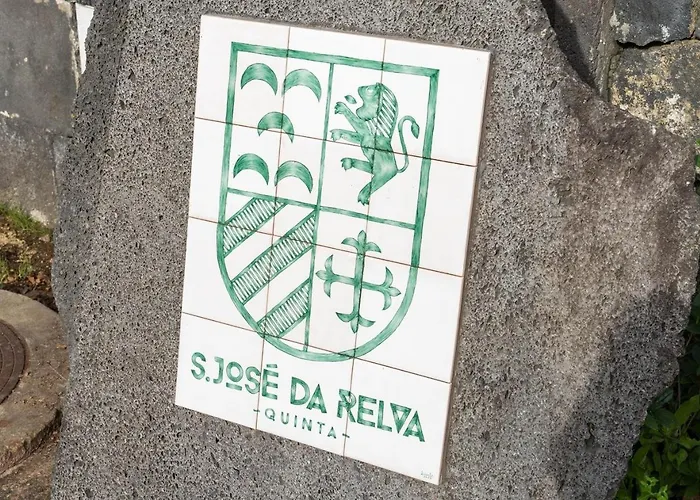 S. JOSÉ DA RELVA
-QUINTA-